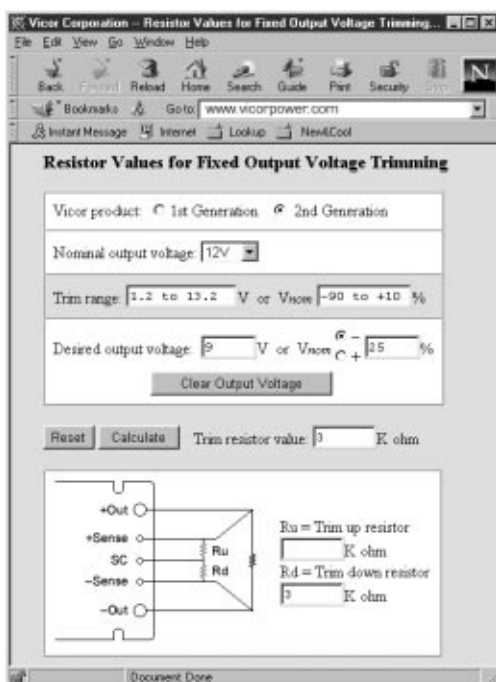 Vicor Corporation -- Resistor Values for Fixed Output Voltage Trimming...
File Edit View Go Window Help
Back Forward Reload Home Search Guide Print Security Stop N
Bookmarks Go to: www.vicorpower.com
Instant Message Internet Lookup New&Cool
Resistor Values for Fixed Output Voltage Trimming
Vicor product: 1st Generation 2nd Generation
Nominal output voltage: 12V
Trim range: 1.2 to 13.2 V or Vnom -90 to +10 %
Desired output voltage: 9 V or Vnom - + 25 %
Clear Output Voltage
Reset Calculate Trim resistor value: 3 K ohm
+Out
+Sense
SC
-Sense
-Out
Ru
Rd
Ru = Trim up resistor
K ohm
Rd = Trim down resistor
3 K ohm
Document Done